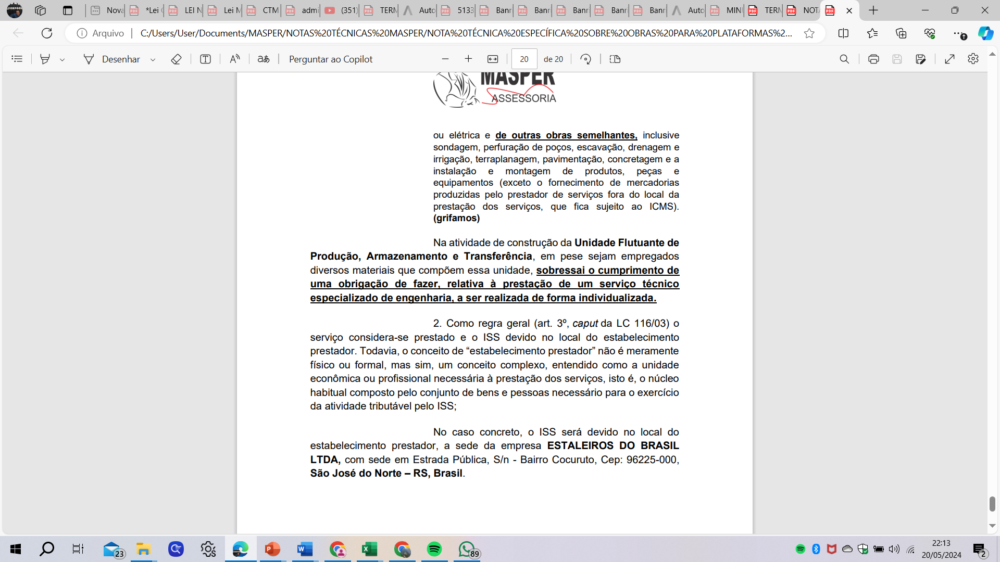 Nova
*Lei
LEI N
Lei M
CTM
admi
(351)
TERM
Auto
5133
Banr
Banri
Banr
Banri
Banr
Auto
MIN
TERM
NOT
Arquivo
C:/Users/User/Documents/MASPER/NOTAS%20TÉCNICAS%20MASPER/NOTA%20TÉCNICA%20ESPECÍFICA%20SOBRE%20OBRAS%20PARA%20PLATAFORMAS%2...
Desenhar
Perguntar ao Copilot
20 de 20
MASPER
ASSESSORIA
ou elétrica e de outras obras semelhantes, inclusive
sondagem, perfuração de poços, escavação, drenagem e
irrigação, terraplanagem, pavimentação, concretagem e a
instalação e montagem de produtos, peças e
equipamentos (exceto o fornecimento de mercadorias
produzidas pelo prestador de serviços fora do local da
prestação dos serviços, que fica sujeito ao ICMS).
(grifamos)
Na atividade de construção da Unidade Flutuante de
Produção, Armazenamento e Transferência, em pese sejam empregados
diversos materiais que compõem essa unidade, sobressai o cumprimento de
uma obrigação de fazer, relativa à prestação de um serviço técnico
especializado de engenharia, a ser realizada de forma individualizada.
2. Como regra geral (art. 3º, caput da LC 116/03) o
serviço considera-se prestado e o ISS devido no local do estabelecimento
prestador. Todavia, o conceito de “estabelecimento prestador” não é meramente
físico ou formal, mas sim, um conceito complexo, entendido como a unidade
econômica ou profissional necessária à prestação dos serviços, isto é, o núcleo
habitual composto pelo conjunto de bens e pessoas necessário para o exercício
da atividade tributável pelo ISS;
No caso concreto, o ISS será devido no local do
estabelecimento prestador, a sede da empresa ESTALEIROS DO BRASIL
LTDA, com sede em Estrada Pública, S/n - Bairro Cocuruto, Cep: 96225-000,
São José do Norte – RS, Brasil.
23
89
22:13
20/05/2024
2